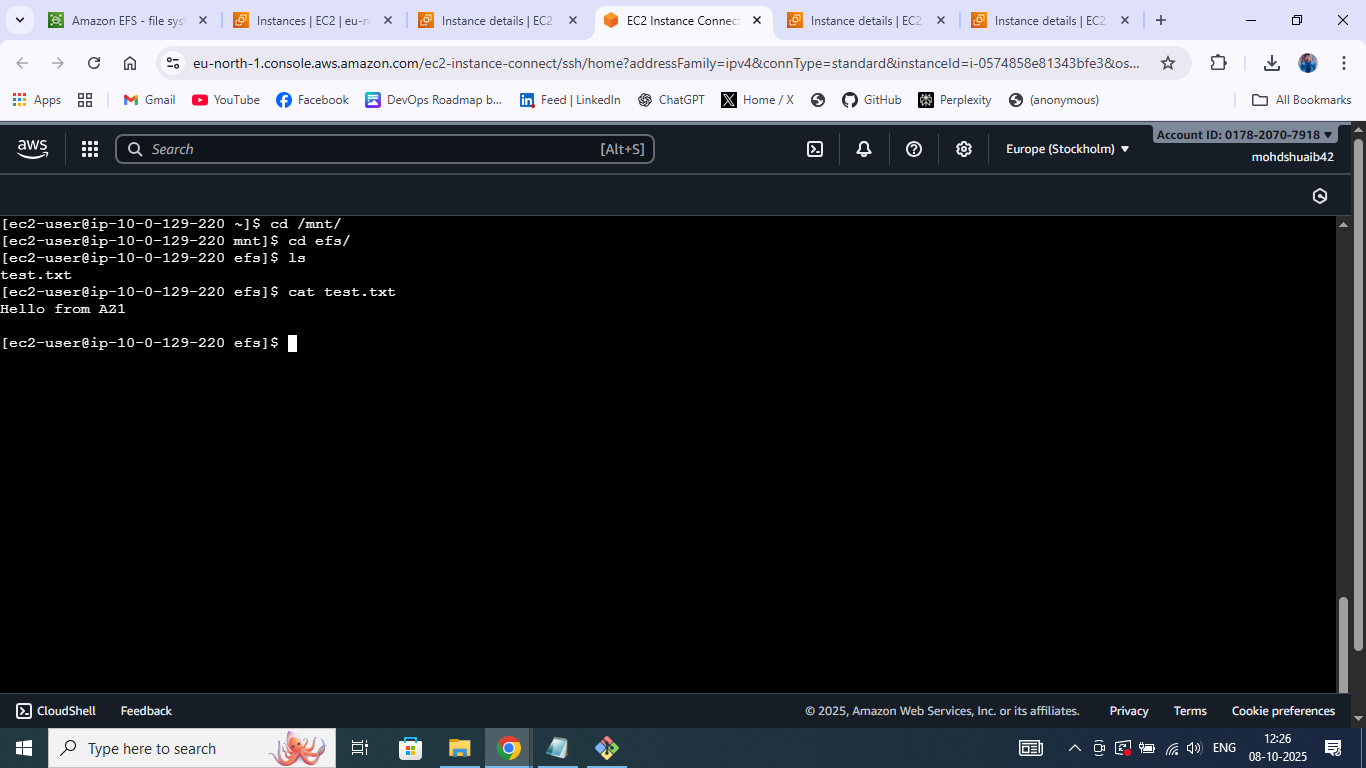 Amazon EFS - file sys
Instances | EC2 | eu-n
Instance details | EC2
EC2 Instance Connect
Instance details | EC2
Instance details | EC2
eu-north-1.console.aws.amazon.com/ec2-instance-connect/ssh/home?addressFamily=ipv4&connType=standard&instanceId=i-0574858e81343bfe3&os...
Apps
Gmail
YouTube
Facebook
DevOps Roadmap b...
Feed | LinkedIn
ChatGPT
Home / X
GitHub
Perplexity
(anonymous)
All Bookmarks
aws
Search
[Alt+S]
Europe (Stockholm)
Account ID: 0178-2070-7918
mohdshuaib42
[ec2-user@ip-10-0-129-220 ~]$ cd /mnt/
[ec2-user@ip-10-0-129-220 mnt]$ cd efs/
[ec2-user@ip-10-0-129-220 efs]$ ls
test.txt
[ec2-user@ip-10-0-129-220 efs]$ cat test.txt
Hello from AZ1
[ec2-user@ip-10-0-129-220 efs]$
CloudShell
Feedback
© 2025, Amazon Web Services, Inc. or its affiliates.
Privacy
Terms
Cookie preferences
Type here to search
ENG
12:26
08-10-2025